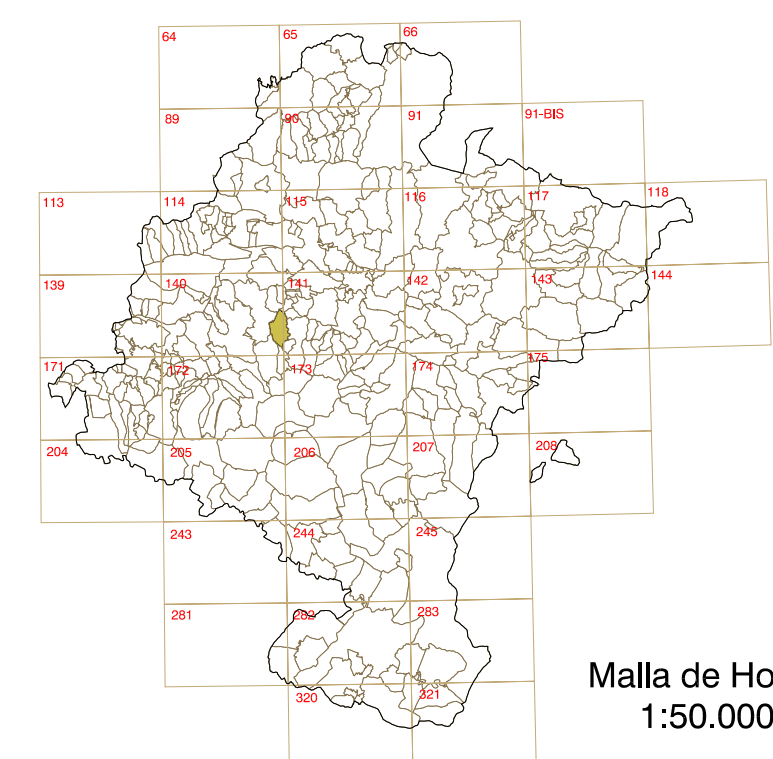 64 65 66
89 90 91 91-BIS
113 114 115 116 117 118
139 140 141 142 143 144
171 172 173 174 175
204 205 206 207 208
243 244 245
281 282 283
Malla de Ho
320 321
1:50.000